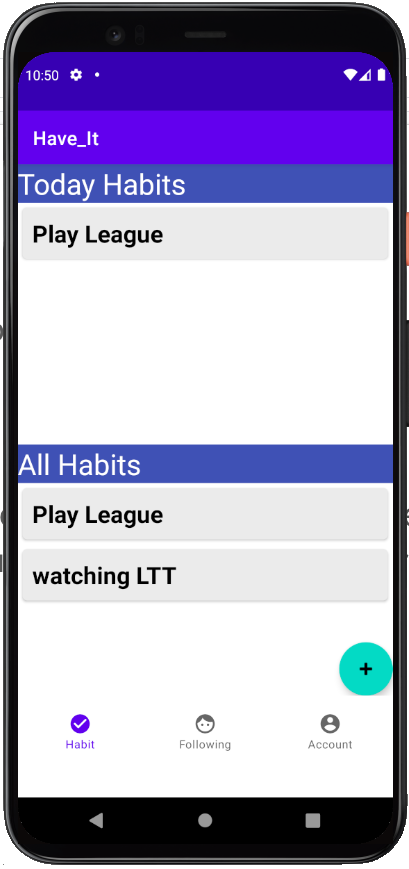 10:50
Have_It
Today Habits
Play League
All Habits
Play League
watching LTT
+
Habit
Following
Account